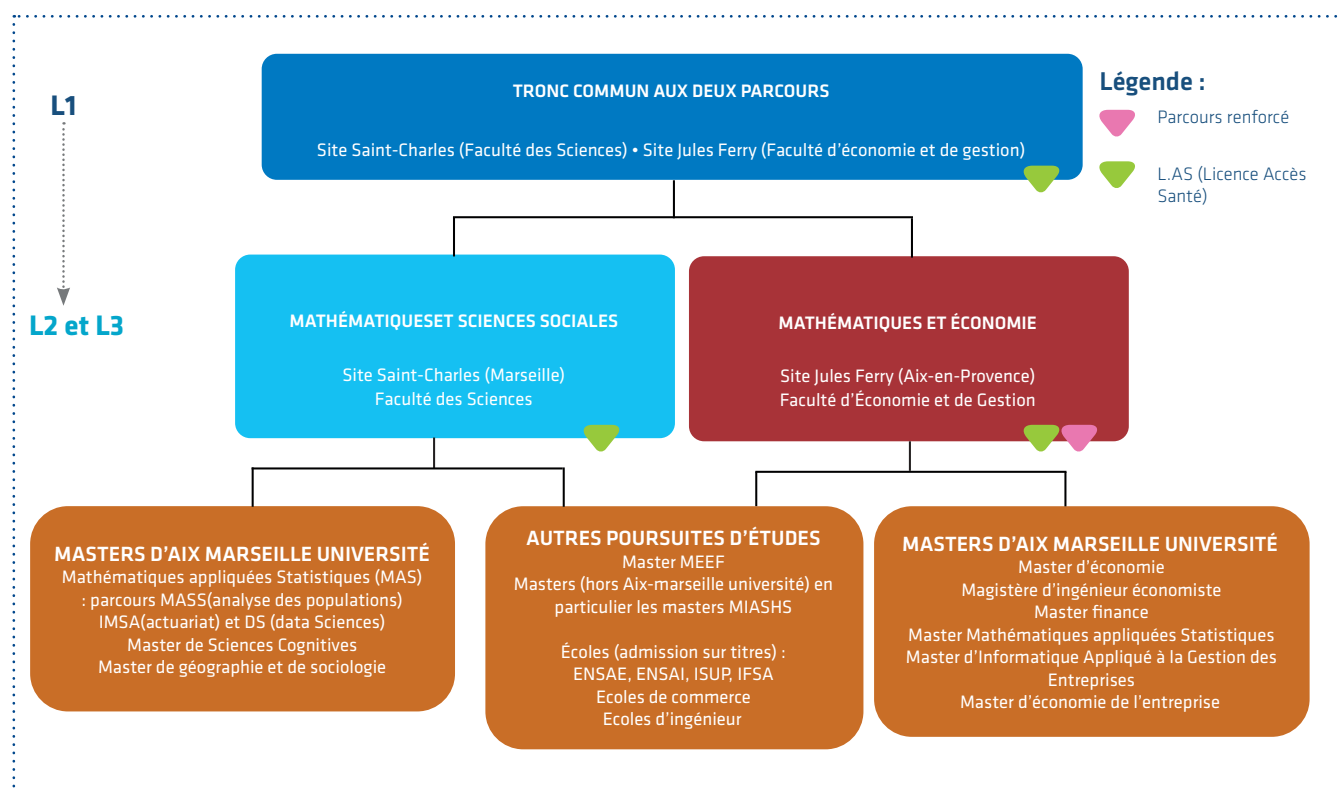 L1
TRONC COMMUN AUX DEUX PARCOURS
Site Saint-Charles (Faculté des Sciences) • Site Jules Ferry (Faculté d’économie et de gestion)
Légende :
Parcours renforcé
L.AS (Licence Accès
Santé)
L2 et L3
MATHÉMATIQUESET SCIENCES SOCIALES
Site Saint-Charles (Marseille)
Faculté des Sciences
MATHÉMATIQUES ET ÉCONOMIE
Site Jules Ferry (Aix-en-Provence)
Faculté d’Économie et de Gestion
MASTERS D’AIX MARSEILLE UNIVERSITÉ
Mathématiques appliquées Statistiques (MAS)
: parcours MASS(analyse des populations)
IMSA(actuariat) et DS (data Sciences)
Master de Sciences Cognitives
Master de géographie et de sociologie
AUTRES POURSUITES D’ÉTUDES
Master MEEF
Masters (hors Aix-marseille université) en
particulier les masters MIASHS
Écoles (admission sur titres) :
ENSAE, ENSAI, ISUP, IFSA
Ecoles de commerce
Ecoles d’ingénieur
MASTERS D’AIX MARSEILLE UNIVERSITÉ
Master d’économie
Magistère d’ingénieur économiste
Master finance
Master Mathématiques appliquées Statistiques
Master d’Informatique Appliqué à la Gestion des
Entreprises
Master d’économie de l’entreprise